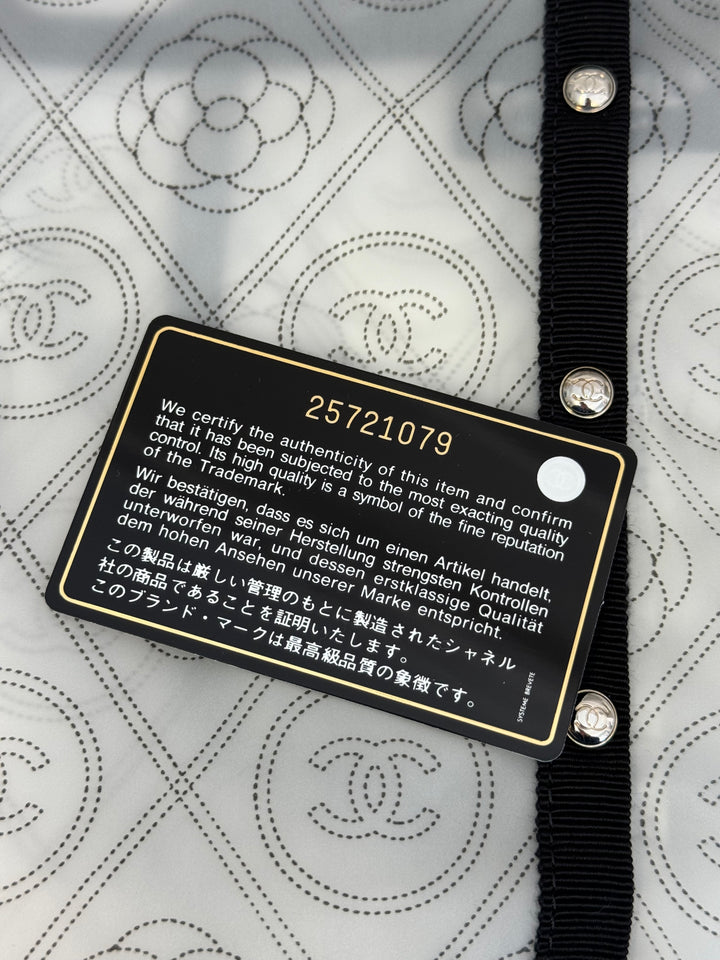 25721079
We certify the authenticity of this item and confirm
that it has been subjected to the most exacting quality
control. Its high quality is a symbol of the fine reputation
of the Trademark.
Wir bestätigen, dass es sich um einen Artikel handelt,
der während seiner Herstellung strengsten Kontrollen
unterworfen war, und dessen erstklassige Qualität
dem hohen Ansehen unserer Marke entspricht.
この製品は厳しい管理のもとに製造されたシャネル
社の商品であることを証明いたします。
このブランド・マークは最高級品質の象徴です。
SYSTEME BREVETE